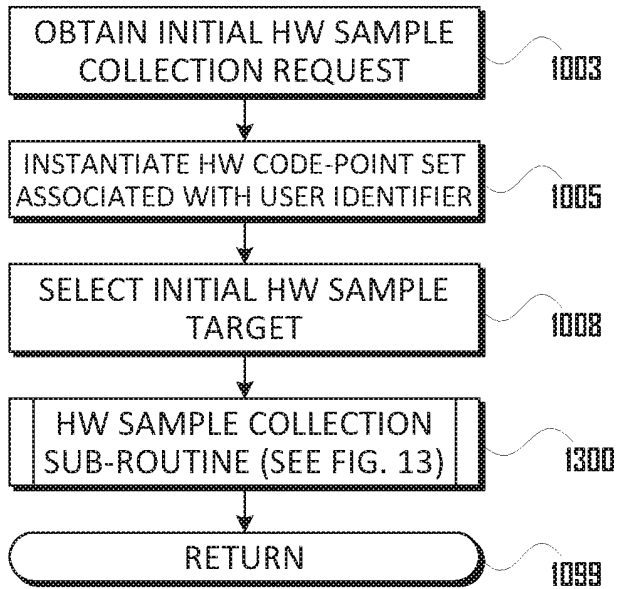 OBTAIN INITIAL HW SAMPLE
COLLECTION REQUEST
1003
INSTANTIATE HW CODE-POINT SET
ASSOCIATED WITH USER IDENTIFIER
1005
SELECT INITIAL HW SAMPLE
TARGET
1008
HW SAMPLE COLLECTION
SUB-ROUTINE (SEE FIG. 13)
1300
RETURN
1099